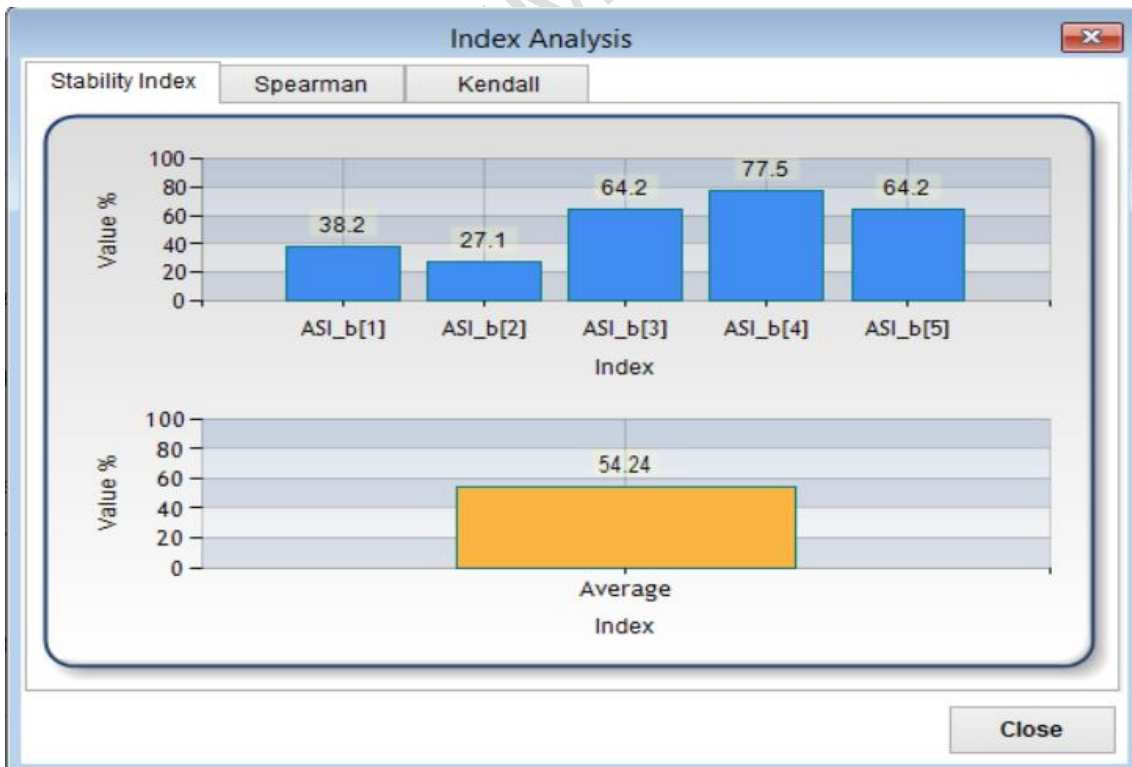 Index Analysis
Stability Index Spearman Kendall
100
80
60
40
20
0
Value %
38.2 27.1 64.2 77.5 64.2
ASI_b[1] ASI_b[2] ASI_b[3] ASI_b[4] ASI_b[5]
Index
100
80
60
40
20
0
Value %
54.24
Average
Index
Close